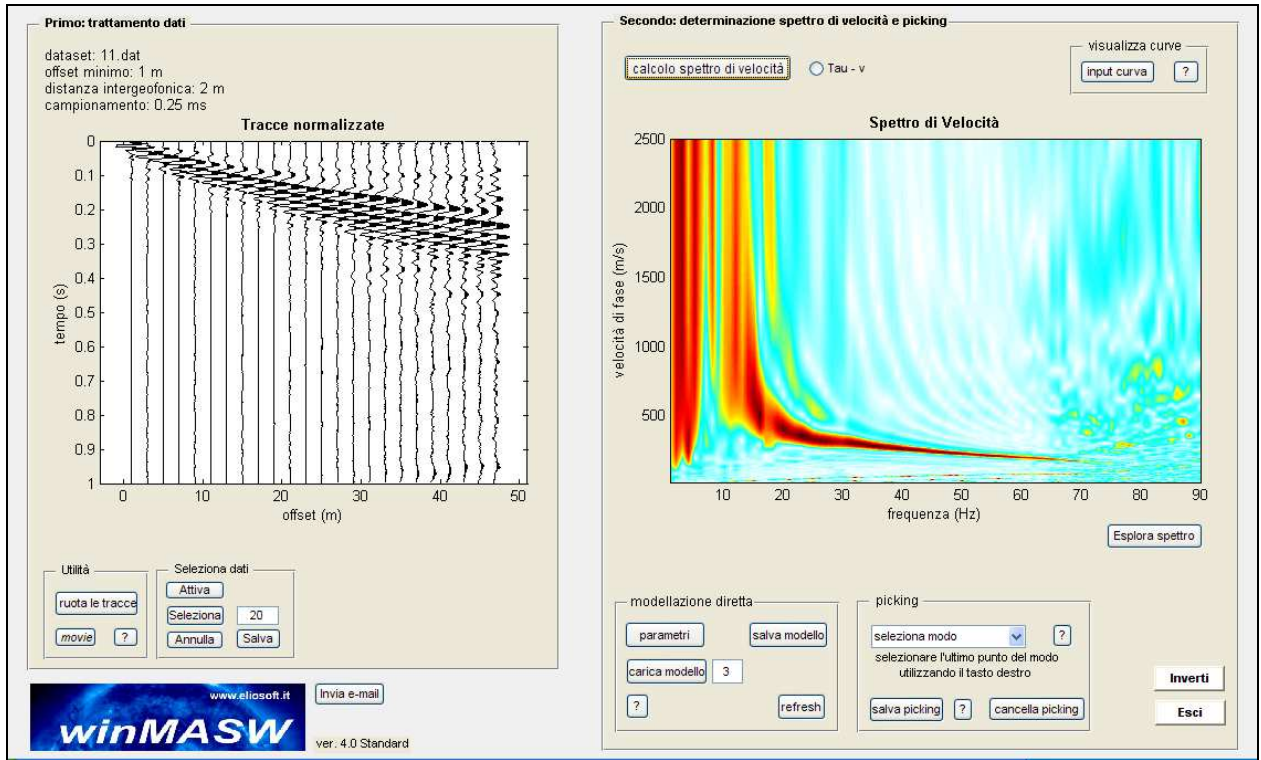 Primo: trattamento dati
dataset: 11.dat
offset minimo: 1 m
distanza intergeofonica: 2 m
campionamento: 0.25 ms
Tracce normalizzate
0
0.1
0.2
0.3
0.4
0.5
0.6
0.7
0.8
0.9
1
tempo (s)
0 10 20 30 40 50
offset (m)
Utilità
ruota le tracce
movie ?
Seleziona dati
Attiva
Seleziona 20
Annulla Salva
www.eliosoft.it
winMASW
Invia e-mail
ver. 4.0 Standard
Secondo: determinazione spettro di velocità e picking
calcolo spettro di velocità Tau - v
visualizza curve
input curva ?
Spettro di Velocità
2500
2000
1500
1000
500
velocità di fase (m/s)
10 20 30 40 50 60 70 80 90
frequenza (Hz)
Esplora spettro
modellazione diretta
parametri salva modello
carica modello 3
? refresh
picking
seleziona modo ?
selezionare l'ultimo punto del modo
utilizzando il tasto destro
salva picking ? cancella picking
Inverti
Esci